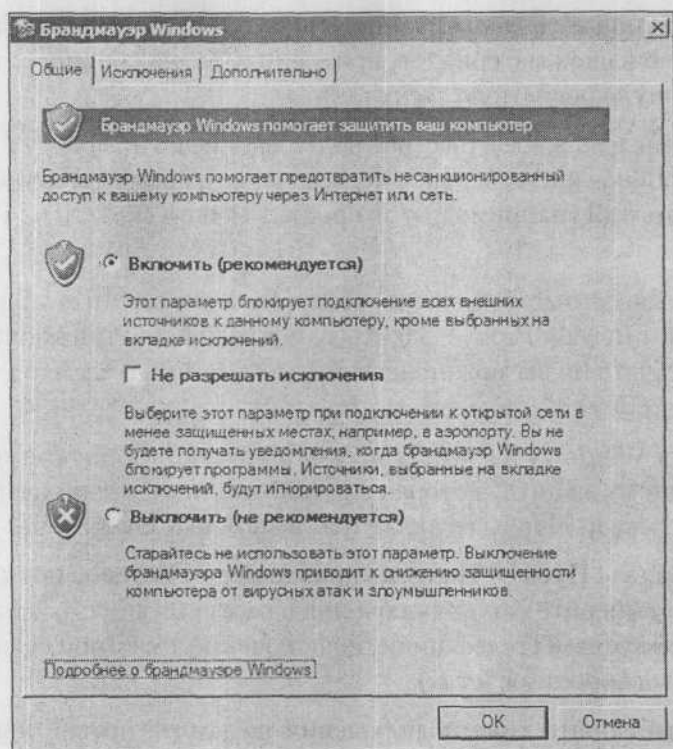 Брандмауэр Windows
Общие Исключения Дополнительно
Брандмауэр Windows помогает защитить ваш компьютер
Брандмауэр Windows помогает предотвратить несанкционированный
доступ к вашему компьютеру через Интернет или сеть.
Включить (рекомендуется)
Этот параметр блокирует подключение всех внешних
источников к данному компьютеру, кроме выбранных на
вкладке исключений.
Не разрешать исключения
Выберите этот параметр при подключении к открытой сети в
менее защищенных местах, например, в аэропорту. Вы не
будете получать уведомления, когда брандмауэр Windows
блокирует программы. Источники, выбранные на вкладке
исключений, будут игнорироваться.
Выключить (не рекомендуется)
Старайтесь не использовать этот параметр. Выключение
брандмауэра Windows приводит к снижению защищенности
компьютера от вирусных атак и злоумышленников.
Подробнее о брандмауэре Windows
OK Отмена